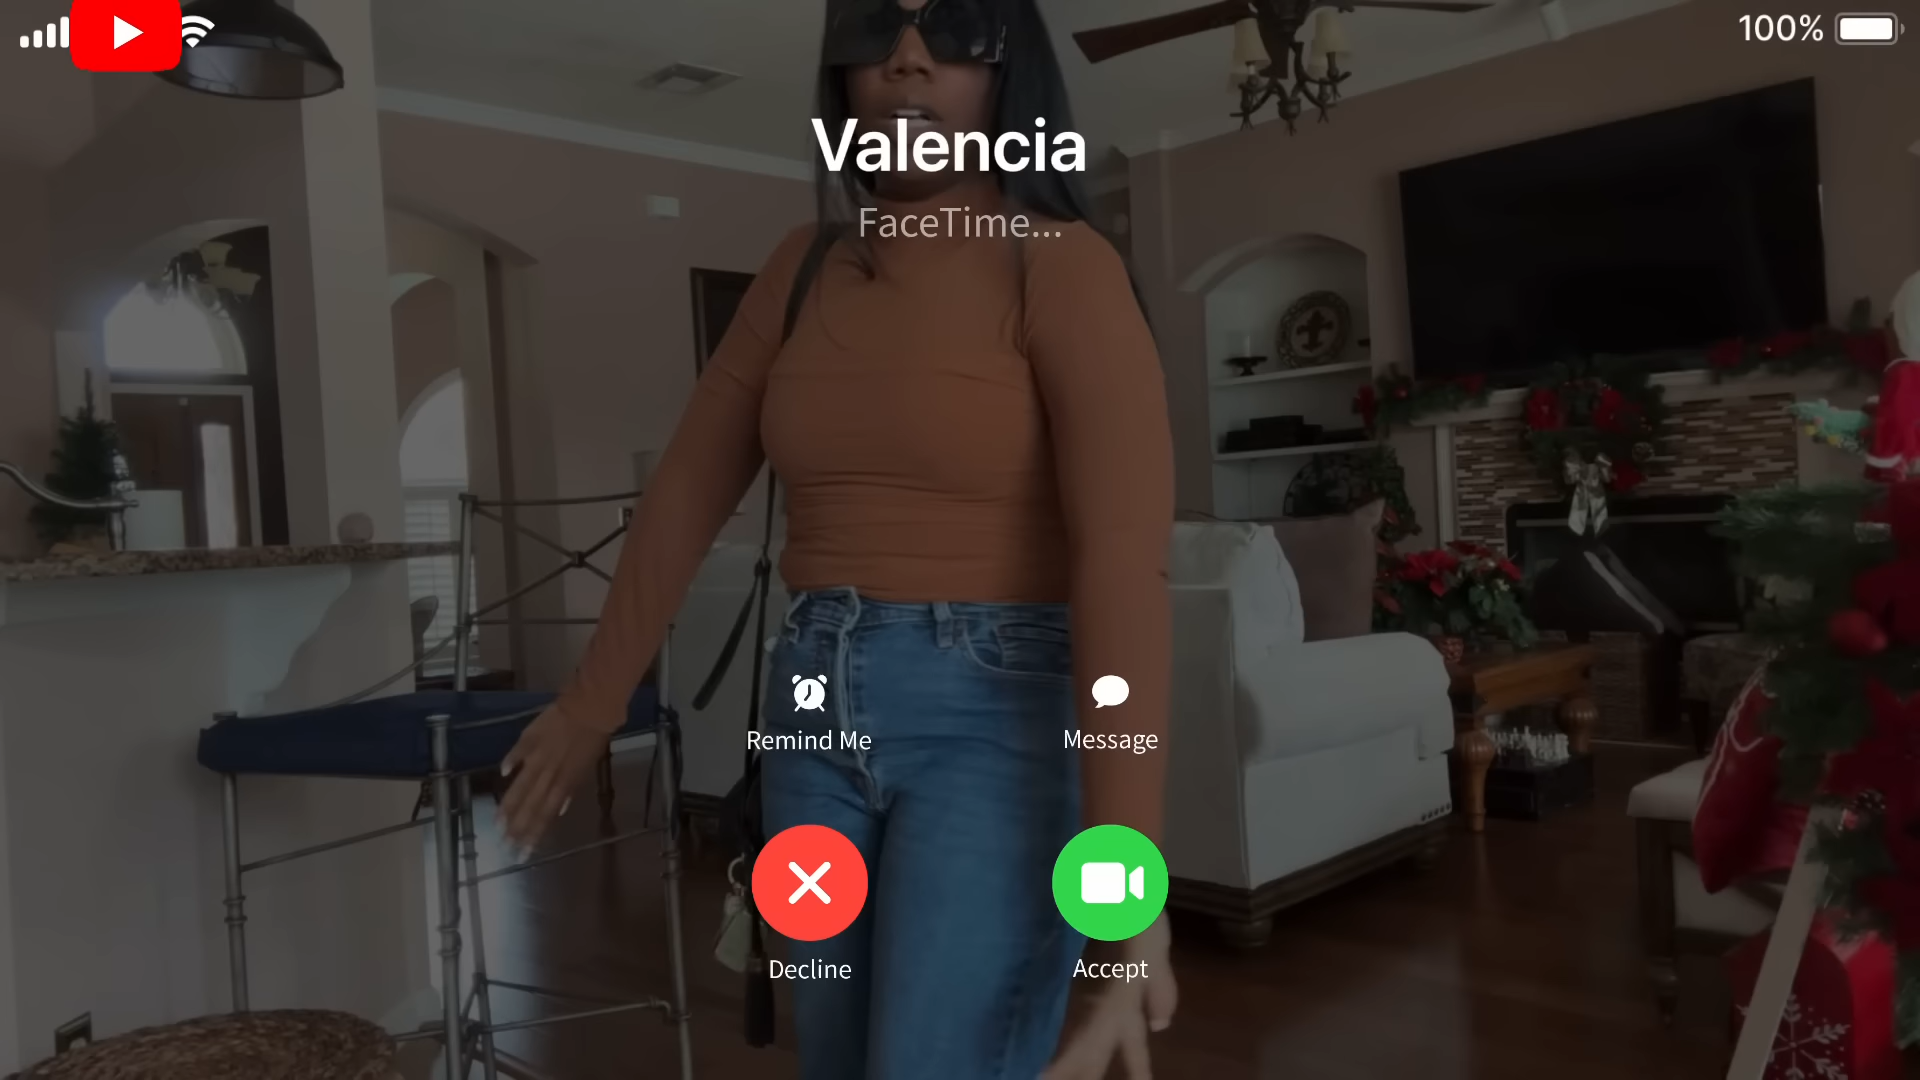 100%
Valencia
FaceTime...
Remind Me
Message
Decline
Accept